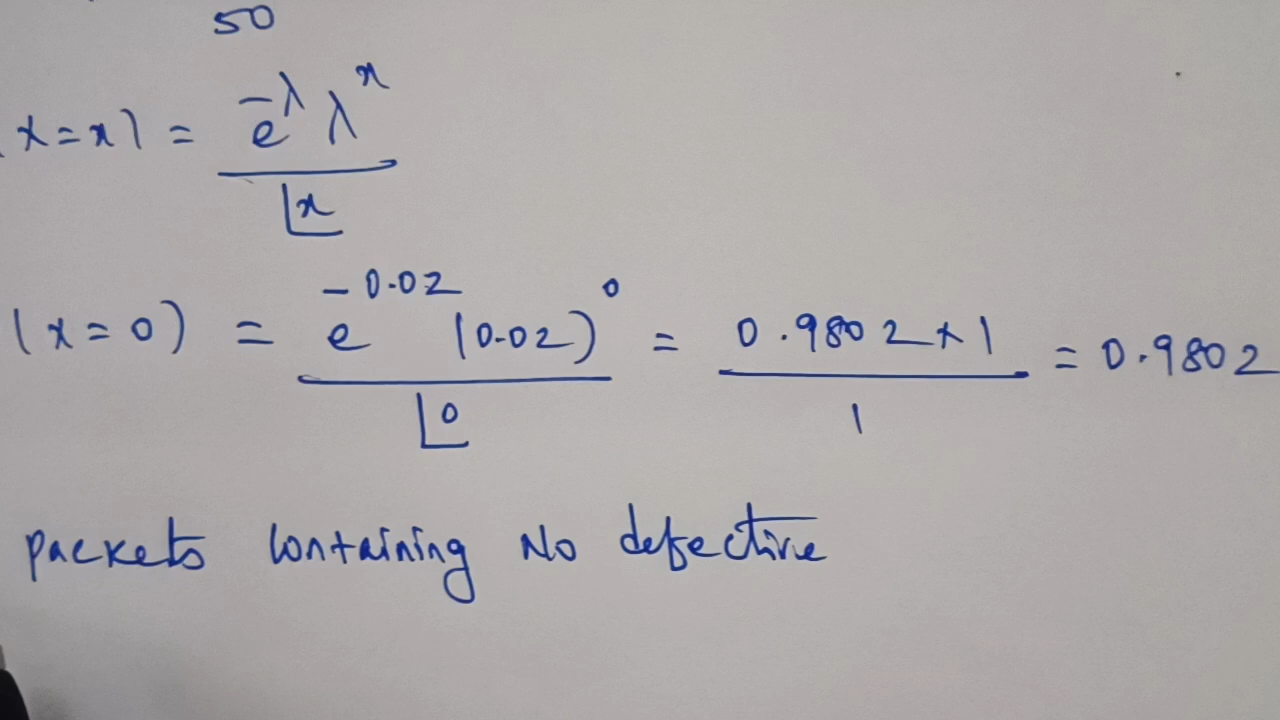 50
x=x) = e^-λ λ^x / ⌊x
(x=0) = e^-0.02 (0.02)^0 / ⌊0 = 0.9802×1 / 1 = 0.9802
packets containing No defective